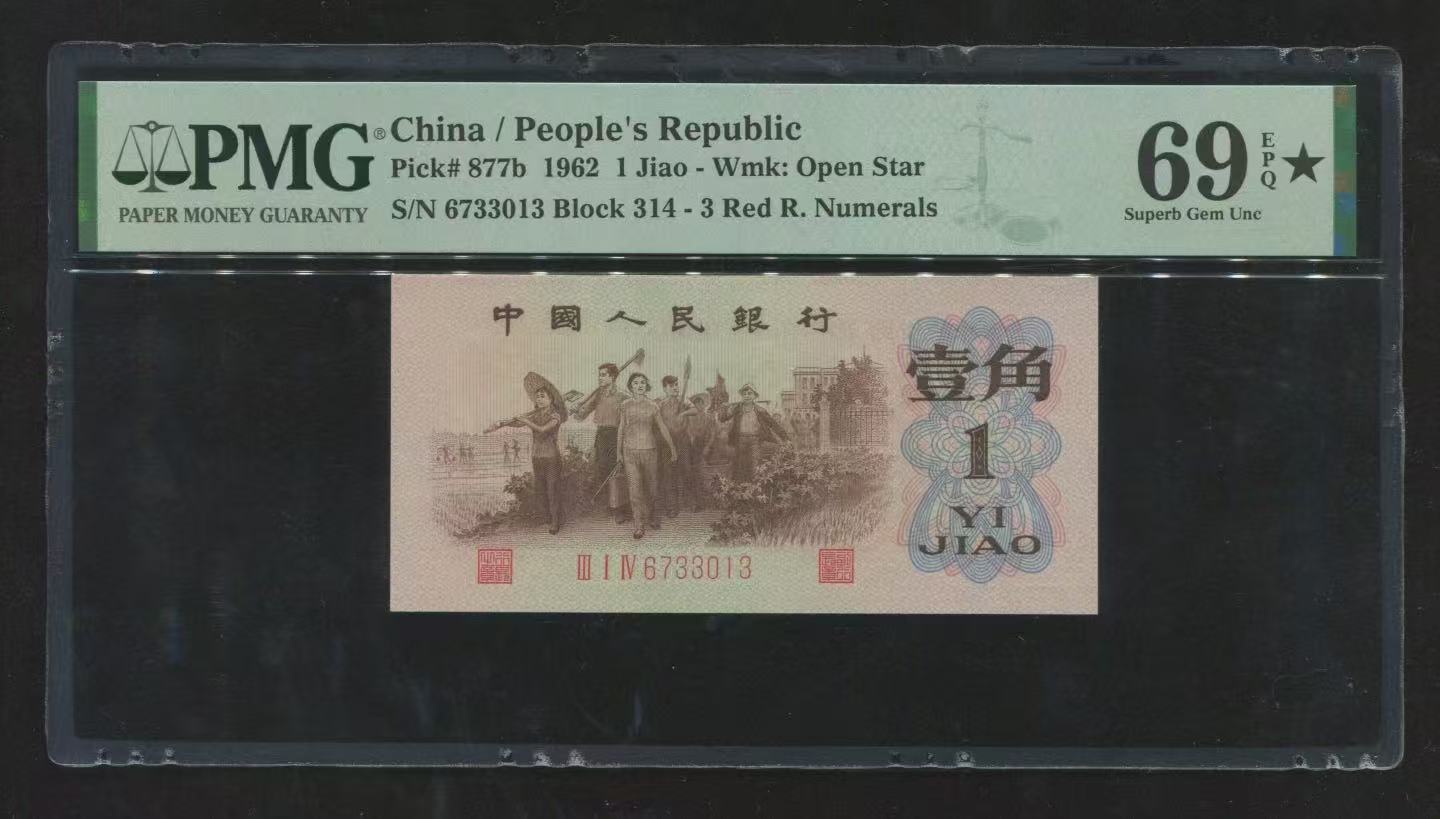 PMG®
PAPER MONEY GUARANTY
China / People's Republic
Pick# 877b 1962 1 Jiao - Wmk: Open Star
S/N 6733013 Block 314 - 3 Red R. Numerals
69 EPQ★
Superb Gem Unc
中國人民銀行
壹角
1
YI
JIAO
III I IV 6733013